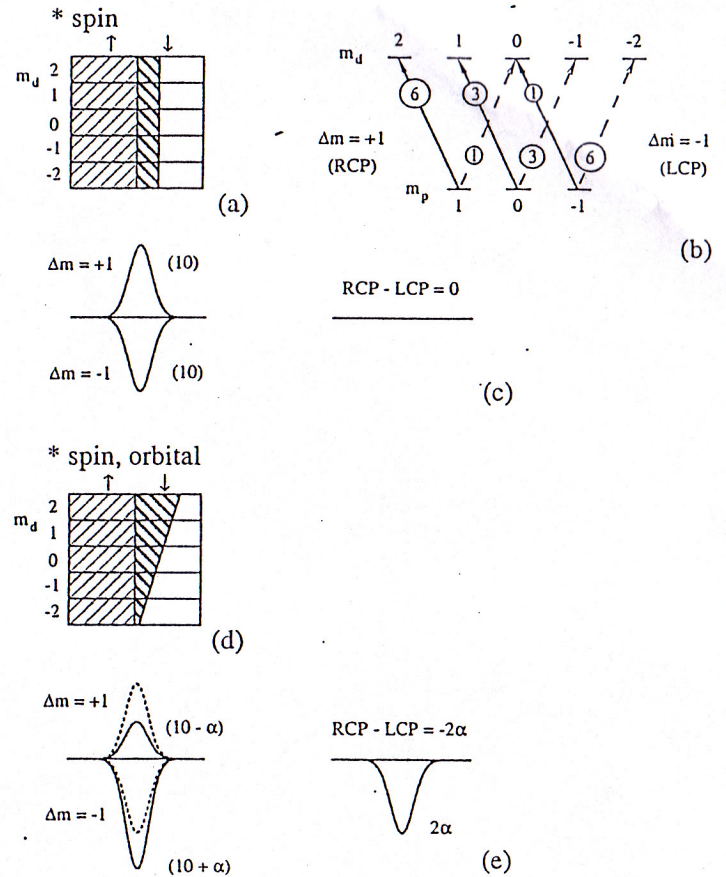 * spin
↑ ↓
m_d
2
1
0
-1
-2
(a)
m_d 2 1 0 -1 -2
6 3 1
1 3 6
Δm = +1
(RCP)
Δm = -1
(LCP)
m_p
1 0 -1
(b)
Δm = +1 (10)
Δm = -1 (10)
RCP - LCP = 0
(c)
* spin, orbital
↑ ↓
m_d
2
1
0
-1
-2
(d)
Δm = +1
(10 - α)
Δm = -1
(10 + α)
RCP - LCP = -2α
2α
(e)